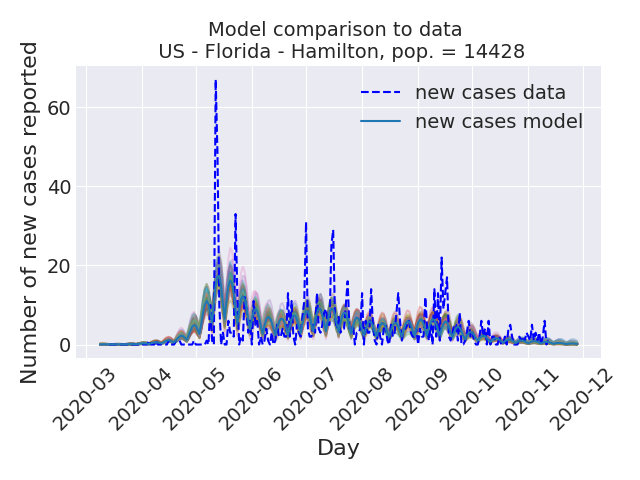 Model comparison to data
US - Florida - Hamilton, pop. = 14428
Number of new cases reported
60
40
20
0
new cases data
new cases model
2020-03
2020-04
2020-05
2020-06
2020-07
2020-08
2020-09
2020-10
2020-11
2020-12
Day